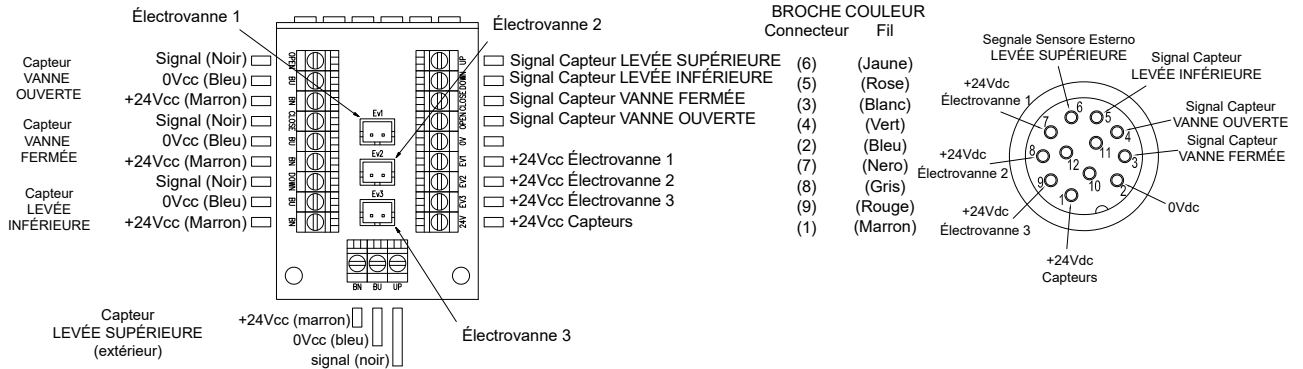 Électrovanne 1
Électrovanne 2
Capteur
VANNE
OUVERTE
Signal (Noir)
0Vcc (Bleu)
+24Vcc (Marron)
Capteur
VANNE
FERMÉE
Signal (Noir)
0Vcc (Bleu)
+24Vcc (Marron)
Capteur
LEVÉE
INFÉRIEURE
Signal (Noir)
0Vcc (Bleu)
+24Vcc (Marron)
OPEN
BU
BN
CLOSE
BU
BN
DOWN
BU
BN
Ev1
Ev2
Ev3
UP
DOWN
CLOSE
OPEN
0V
EV1
EV2
EV3
24V
BN BU UP
Signal Capteur LEVÉE SUPÉRIEURE
Signal Capteur LEVÉE INFÉRIEURE
Signal Capteur VANNE FERMÉE
Signal Capteur VANNE OUVERTE
+24Vcc Électrovanne 1
+24Vcc Électrovanne 2
+24Vcc Électrovanne 3
+24Vcc Capteurs
Capteur
LEVÉE SUPÉRIEURE
(extérieur)
+24Vcc (marron)
0Vcc (bleu)
signal (noir)
Électrovanne 3
BROCHE COULEUR
Connecteur Fil
(6) (Jaune)
(5) (Rose)
(3) (Blanc)
(4) (Vert)
(2) (Bleu)
(7) (Nero)
(8) (Gris)
(9) (Rouge)
(1) (Marron)
Segnale Sensore Esterno
LEVÉE SUPÉRIEURE
Signal Capteur
LEVÉE INFÉRIEURE
+24Vdc
Électrovanne 1
Signal Capteur
VANNE OUVERTE
Signal Capteur
VANNE FERMÉE
+24Vdc
Électrovanne 2
+24Vdc
Électrovanne 3
0Vdc
+24Vdc
Capteurs
6
5
7
4
11
8
12
3
9
10
2
1